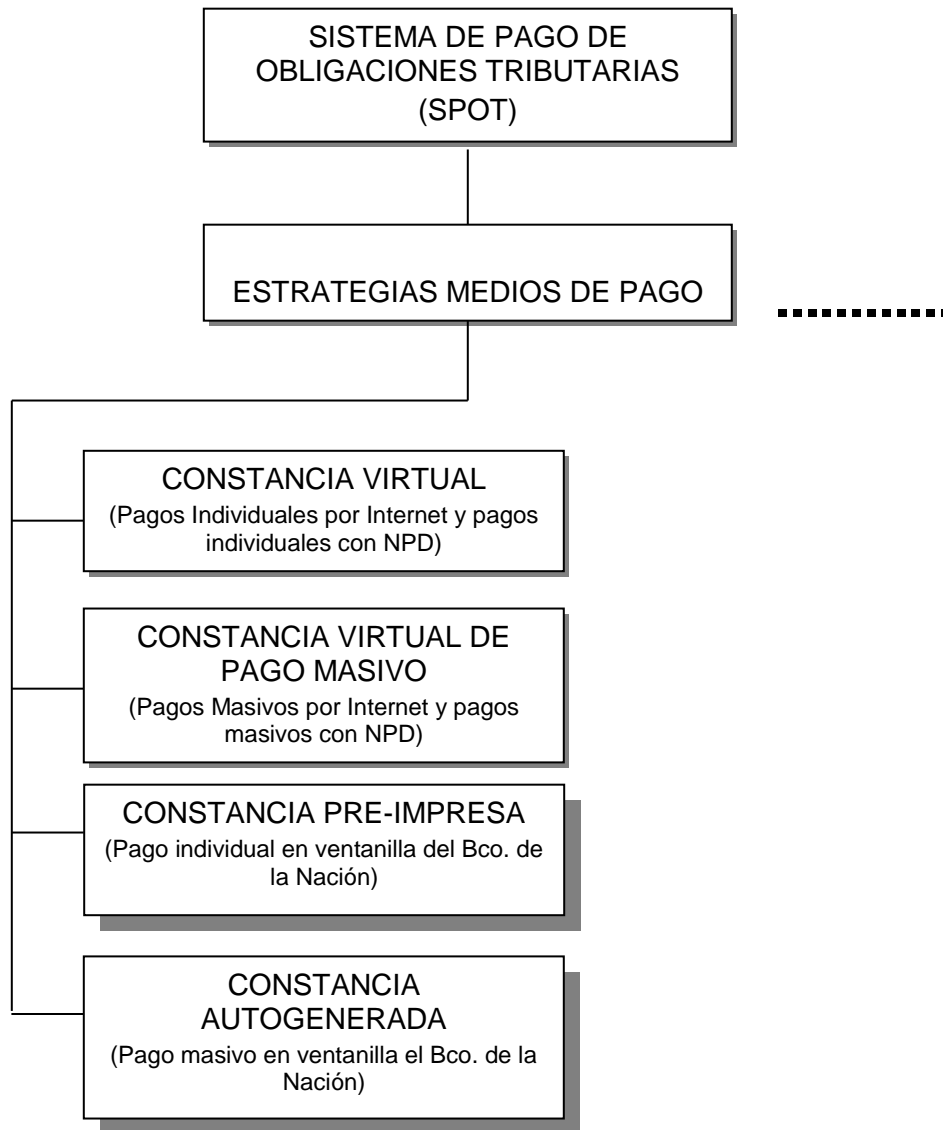 SISTEMA DE PAGO DE
OBLIGACIONES TRIBUTARIAS
(SPOT)
ESTRATEGIAS MEDIOS DE PAGO
CONSTANCIA VIRTUAL
(Pagos Individuales por Internet y pagos
individuales con NPD)
CONSTANCIA VIRTUAL DE
PAGO MASIVO
(Pagos Masivos por Internet y pagos
masivos con NPD)
CONSTANCIA PRE-IMPRESA
(Pago individual en ventanilla del Bco. de
la Nación)
CONSTANCIA
AUTOGENERADA
(Pago masivo en ventanilla el Bco. de la
Nación)